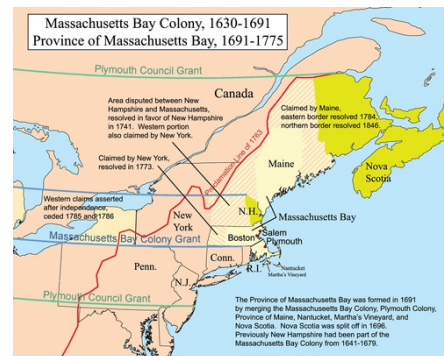 Massachusetts Bay Colony, 1630-1691
Province of Massachusetts Bay, 1691-1775
Plymouth Council Grant
Canada
Area disputed between New
Hampshire and Massachusetts,
resolved in favor of New Hampshire
in 1741. Western portion
also claimed by New York.
Claimed by Maine,
eastern border resolved 1784,
northern border resolved 1846.
Claimed by New York,
resolved in 1773.
Proclamation Line of 1763
Maine
Nova
Scotia
Western claims asserted
after independence,
ceded 1785 and 1786
New
York
N.H.
Massachusetts Bay
Massachusetts Bay Colony Grant
Boston
Salem
Plymouth
Penn.
Conn.
R.I.
Nantucket
Martha's Vineyard
N.J.
Plymouth Council Grant
The Province of Massachusetts Bay was formed in 1691
by merging the Massachusetts Bay Colony, Plymouth Colony,
Province of Maine, Nantucket, Martha's Vineyard, and
Nova Scotia. Nova Scotia was split off in 1696.
Previously New Hampshire had been part of the
Massachusetts Bay Colony from 1641-1679.